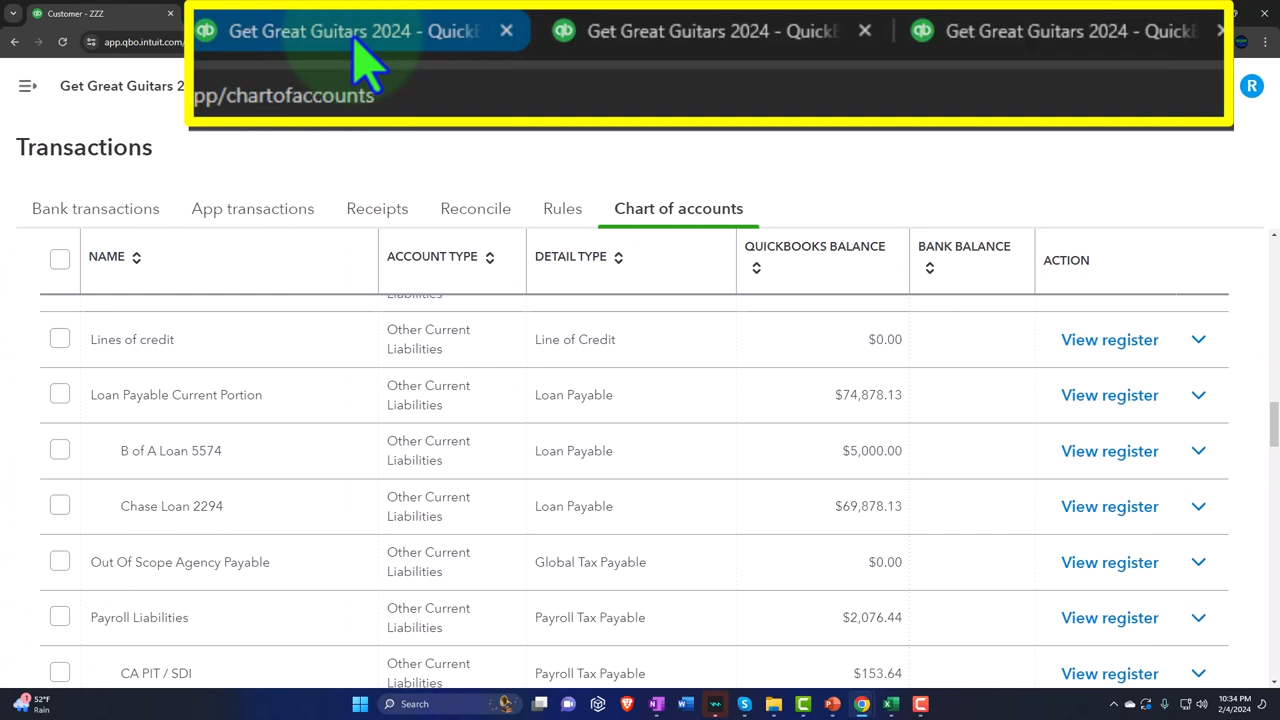 Customer - ZZZ
app.qbo.intuit.com/
Get Great Guitars 2024 - QuickB
Get Great Guitars 2024 - QuickB
Get Great Guitars 2024 - QuickB
pp/chartofaccounts
Get Great Guitars 2
R
Transactions
Bank transactions
App transactions
Receipts
Reconcile
Rules
Chart of accounts
NAME
ACCOUNT TYPE
DETAIL TYPE
QUICKBOOKS BALANCE
BANK BALANCE
ACTION
Liabilities
Lines of credit
Other Current
Liabilities
Line of Credit
$0.00
View register
Loan Payable Current Portion
Other Current
Liabilities
Loan Payable
$74,878.13
View register
B of A Loan 5574
Other Current
Liabilities
Loan Payable
$5,000.00
View register
Chase Loan 2294
Other Current
Liabilities
Loan Payable
$69,878.13
View register
Out Of Scope Agency Payable
Other Current
Liabilities
Global Tax Payable
$0.00
View register
Payroll Liabilities
Other Current
Liabilities
Payroll Tax Payable
$2,076.44
View register
CA PIT / SDI
Other Current
Liabilities
Payroll Tax Payable
$153.64
View register
52°F
Rain
Search
10:34 PM
2/4/2024